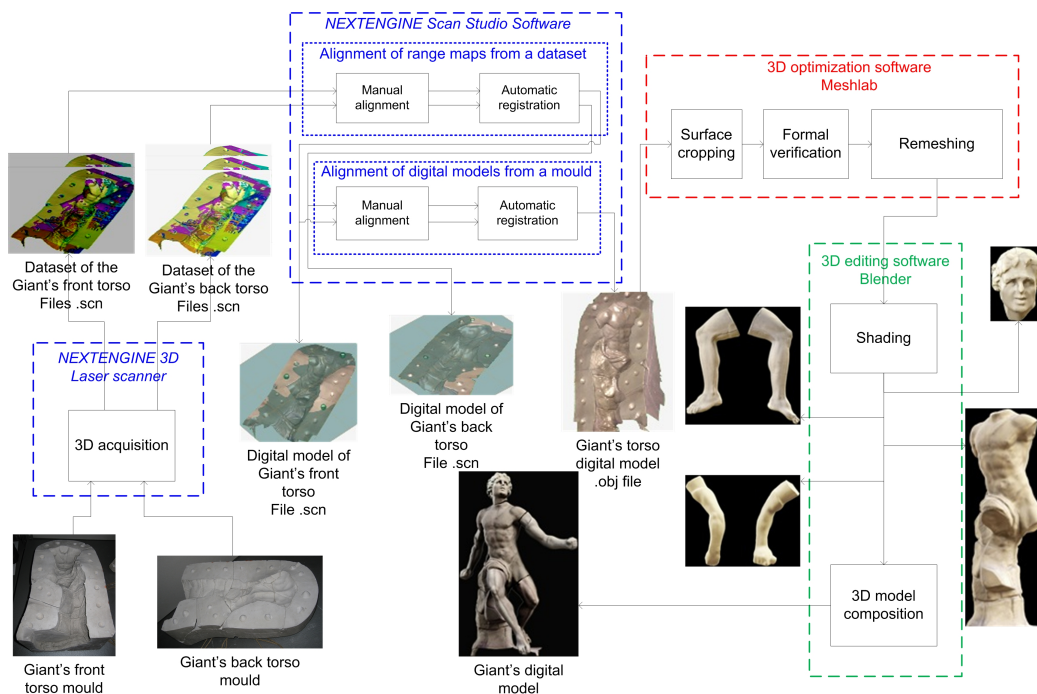 NEXTENGINE Scan Studio Software
Alignment of range maps from a dataset
Manual
alignment
Automatic
registration
Alignment of digital models from a mould
Manual
alignment
Automatic
registration
3D optimization software
Meshlab
Surface
cropping
Formal
verification
Remeshing
Dataset of the
Giant's front torso
Files .scn
Dataset of the
Giant's back torso
Files .scn
3D editing software
Blender
Shading
NEXTENGINE 3D
Laser scanner
3D acquisition
Digital model of
Giant's front
torso
File .scn
Digital model of
Giant's back
torso
File .scn
Giant's torso
digital model
.obj file
3D model
composition
Giant's front
torso mould
Giant's back torso
mould
Giant's digital
model